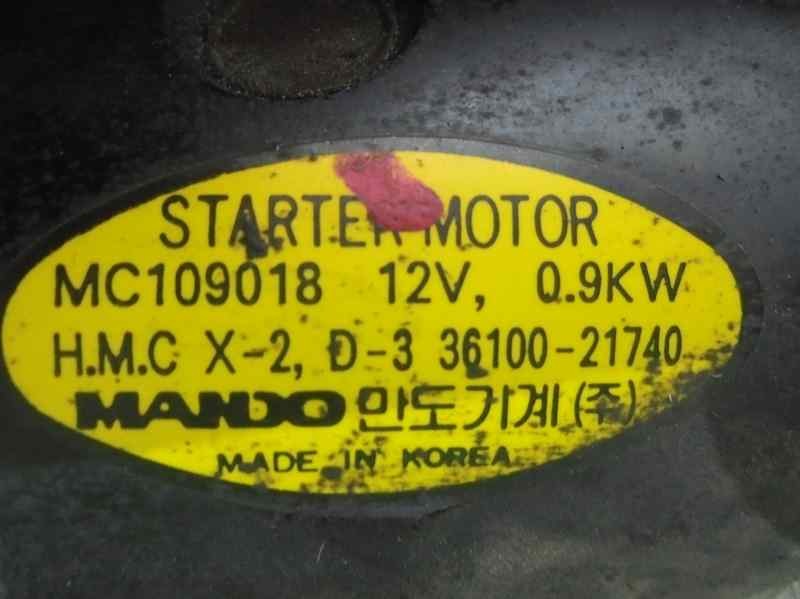 STARTER MOTOR
MC109018 12V, 0.9KW
H.M.C X-2, D-3 36100-21740
MANDO 만도기계(주)
MADE IN KOREA